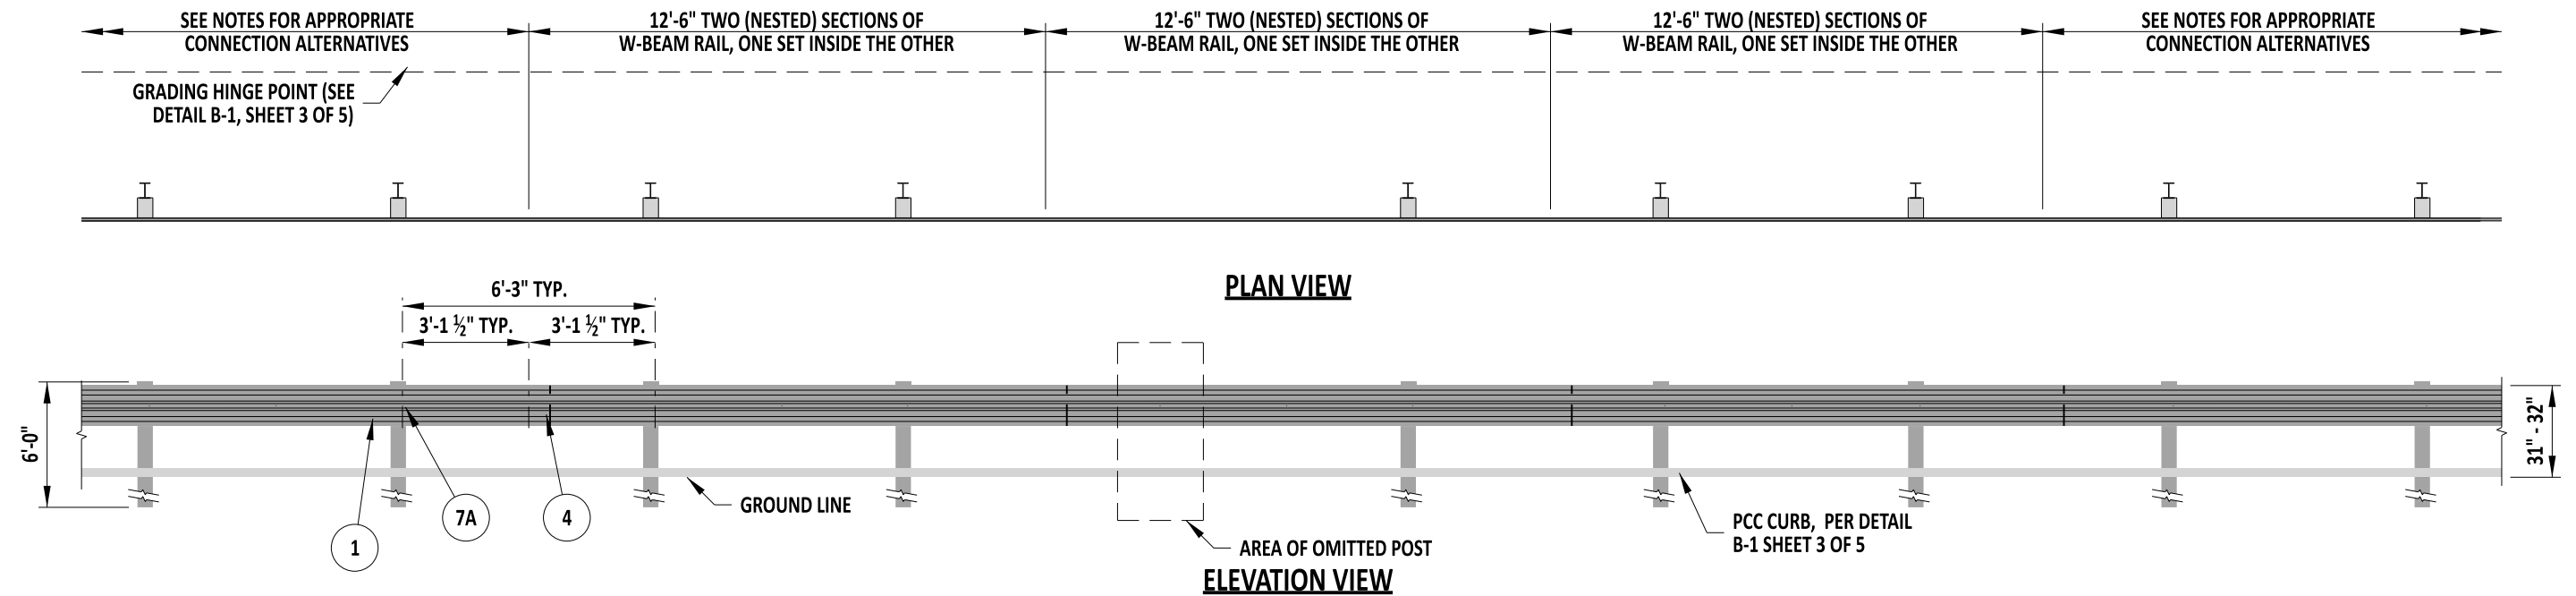 SEE NOTES FOR APPROPRIATE
CONNECTION ALTERNATIVES
12'-6" TWO (NESTED) SECTIONS OF
W-BEAM RAIL, ONE SET INSIDE THE OTHER
12'-6" TWO (NESTED) SECTIONS OF
W-BEAM RAIL, ONE SET INSIDE THE OTHER
12'-6" TWO (NESTED) SECTIONS OF
W-BEAM RAIL, ONE SET INSIDE THE OTHER
SEE NOTES FOR APPROPRIATE
CONNECTION ALTERNATIVES
GRADING HINGE POINT (SEE
DETAIL B-1, SHEET 3 OF 5)
PLAN VIEW
6'-3" TYP.
3'-1 ½" TYP.
3'-1 ½" TYP.
6'-0"
31" - 32"
1
7A
4
GROUND LINE
AREA OF OMITTED POST
PCC CURB, PER DETAIL
B-1 SHEET 3 OF 5
ELEVATION VIEW